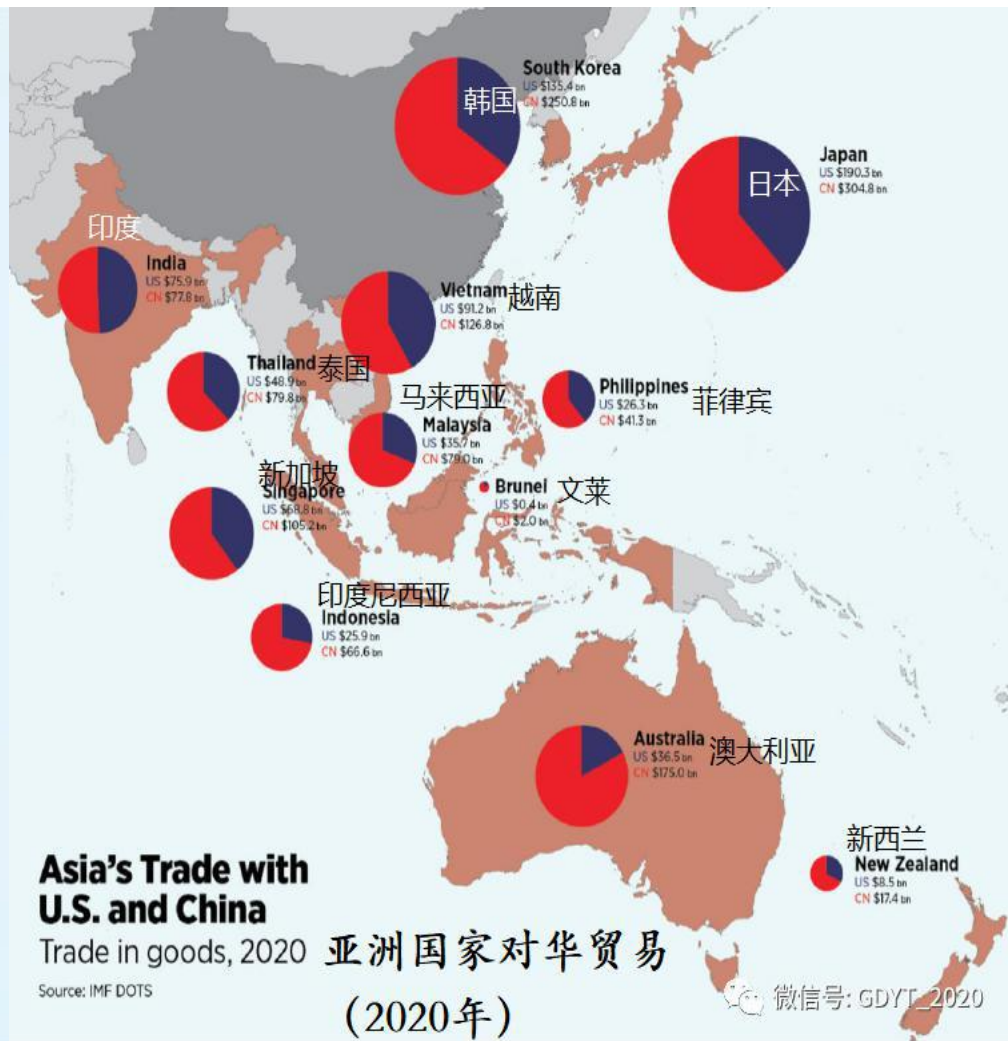 South Korea
US $135.4 bn
CN $250.8 bn
韩国
Japan
US $190.3 bn
CN $304.8 bn
日本
印度
India
US $75.9 bn
CN $77.8 bn
Vietnam 越南
US $91.2 bn
CN $126.8 bn
Thailand 泰国
US $48.9 bn
CN $79.8 bn
马来西亚
Malaysia
US $35.7 bn
CN $79.0 bn
Philippines 菲律宾
US $26.3 bn
CN $41.3 bn
新加坡
Singapore
US $68.8 bn
CN $105.2 bn
Brunei 文莱
US $0.4 bn
CN $2.0 bn
印度尼西亚
Indonesia
US $25.9 bn
CN $66.6 bn
Australia 澳大利亚
US $36.5 bn
CN $175.0 bn
新西兰
New Zealand
US $8.5 bn
CN $17.4 bn
Asia's Trade with
U.S. and China
Trade in goods, 2020 亚洲国家对华贸易
Source: IMF DOTS
(2020年)
微信号: GDYT_2020